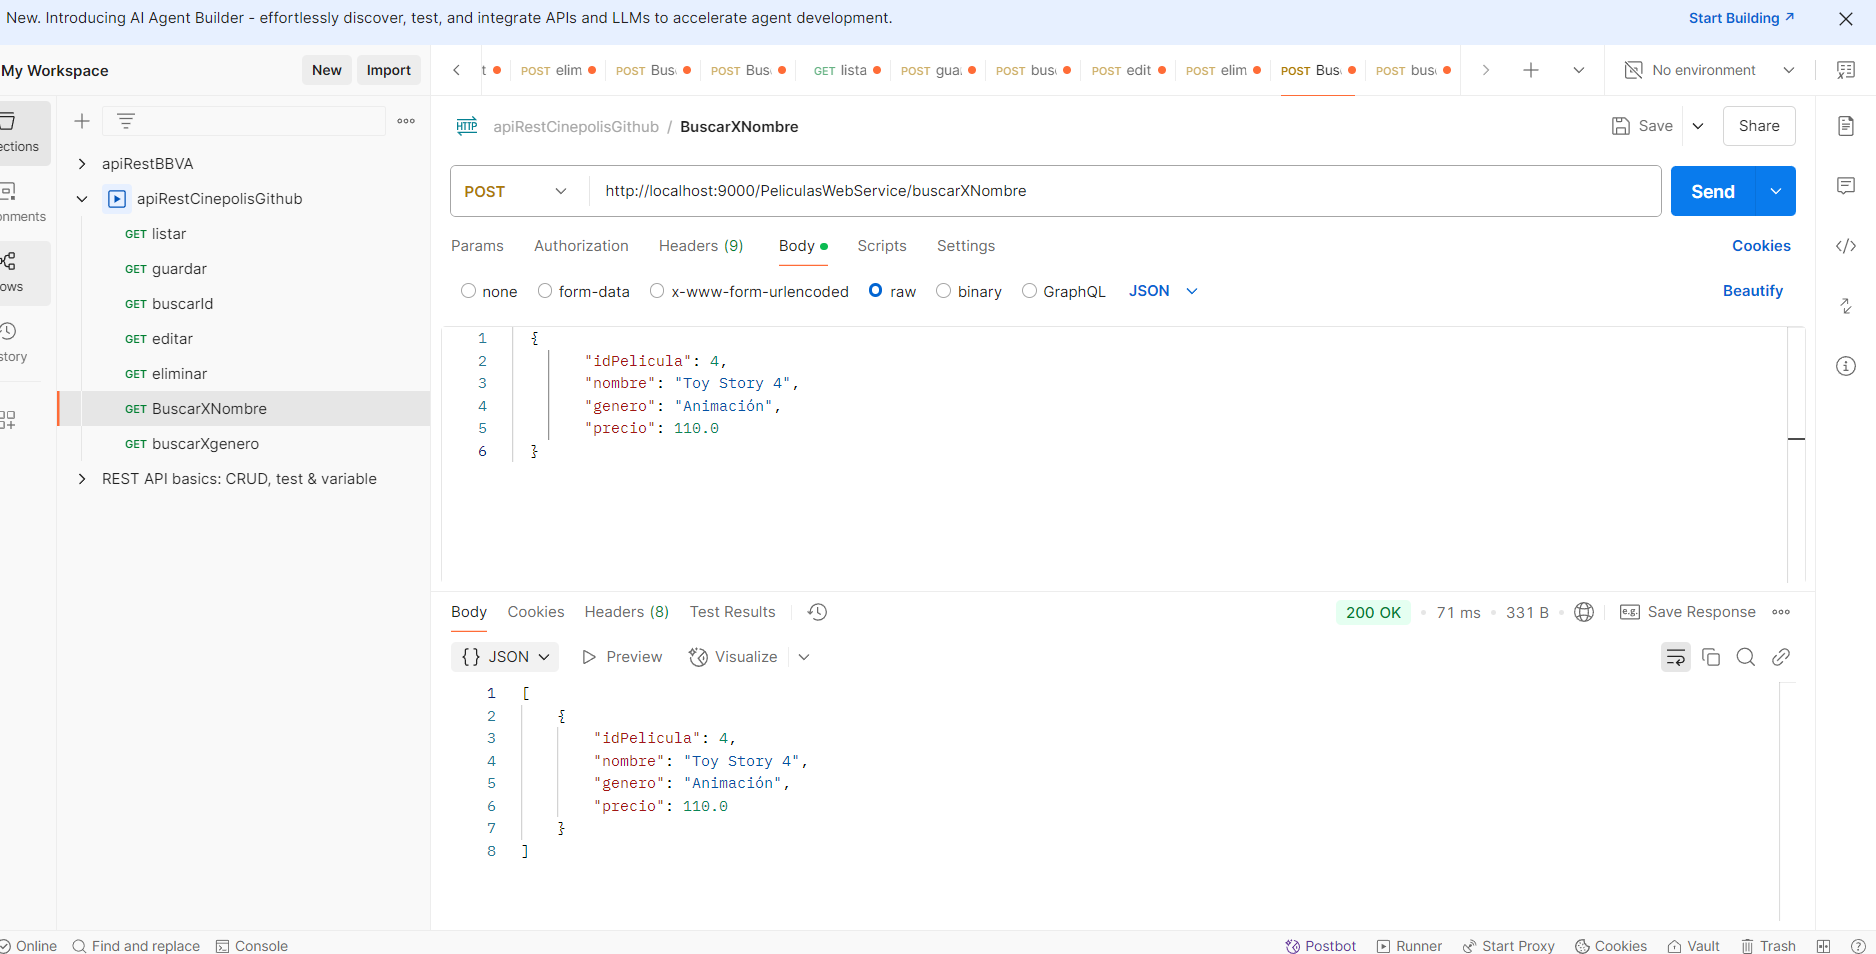 New. Introducing AI Agent Builder - effortlessly discover, test, and integrate APIs and LLMs to accelerate agent development.
Start Building
My Workspace
New
Import
t
POST elim
POST Bus
POST Bus
GET lista
POST gua
POST bus
POST edit
POST elim
POST Bus
POST bus
No environment
ections
onments
ows
story
apiRestBBVA
apiRestCinepolisGithub
GET listar
GET guardar
GET buscarId
GET editar
GET eliminar
GET BuscarXNombre
GET buscarXgenero
REST API basics: CRUD, test & variable
HTTP apiRestCinepolisGithub / BuscarXNombre
Save
Share
POST
http://localhost:9000/PeliculasWebService/buscarXNombre
Send
Params Authorization Headers (9) Body Scripts Settings
Cookies
none form-data x-www-form-urlencoded raw binary GraphQL JSON
Beautify
1 {
2 "idPelicula": 4,
3 "nombre": "Toy Story 4",
4 "genero": "Animación",
5 "precio": 110.0
6 }
Body Cookies Headers (8) Test Results
200 OK • 71 ms • 331 B
e.g. Save Response
{} JSON
Preview
Visualize
1 [
2 {
3 "idPelicula": 4,
4 "nombre": "Toy Story 4",
5 "genero": "Animación",
6 "precio": 110.0
7 }
8 ]
Online
Find and replace
Console
Postbot
Runner
Start Proxy
Cookies
Vault
Trash